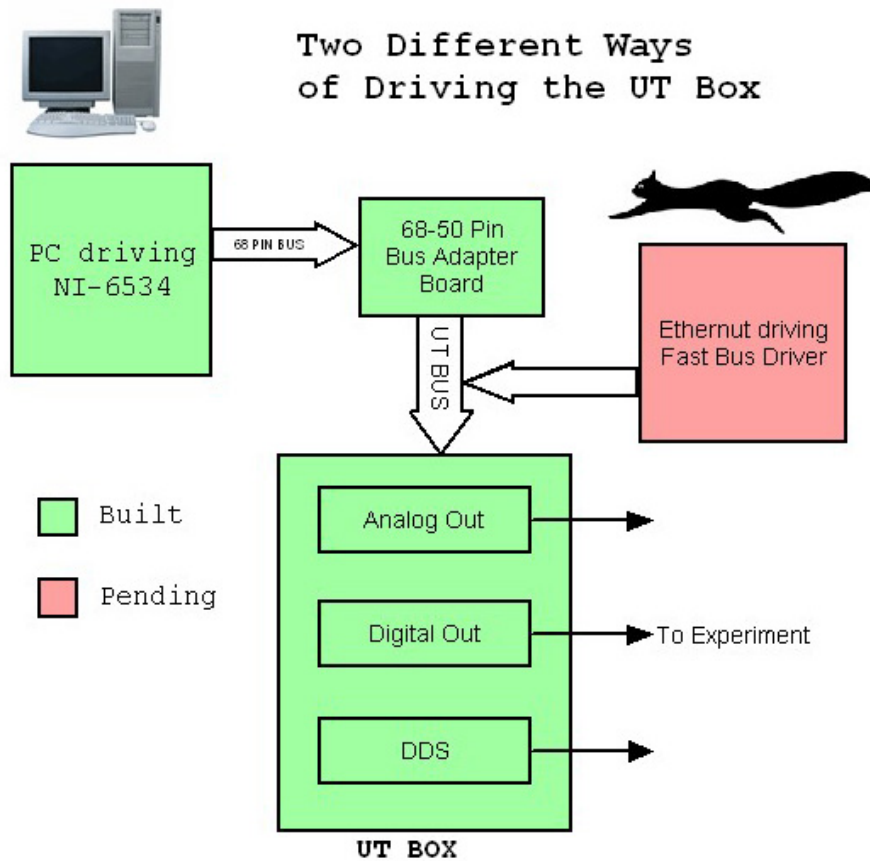 Two Different Ways
of Driving the UT Box
PC driving
NI-6534
68 PIN BUS
68-50 Pin
Bus Adapter
Board
UT BUS
Ethernut driving
Fast Bus Driver
Analog Out
Built
Pending
Digital Out
To Experiment
DDS
UT BOX